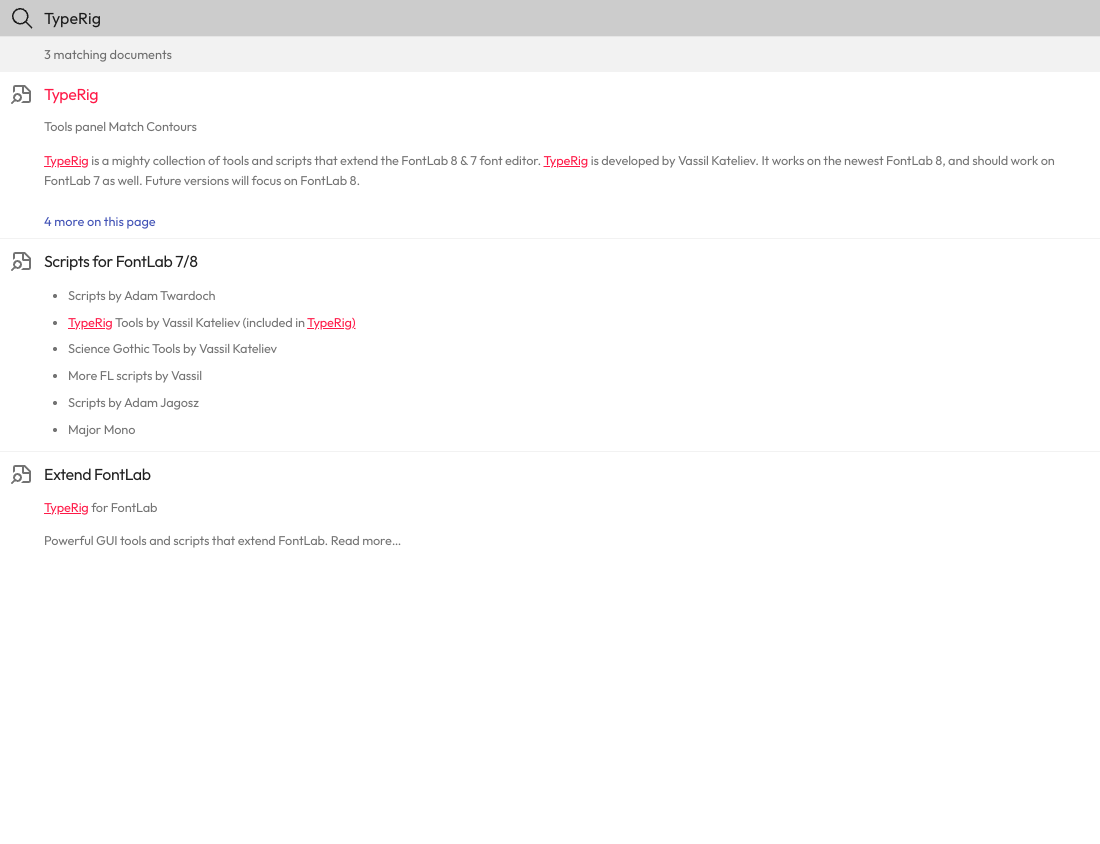 TypeRig
3 matching documents
TypeRig
Tools panel Match Contours
TypeRig is a mighty collection of tools and scripts that extend the FontLab 8 & 7 font editor. TypeRig is developed by Vassil Kateliev. It works on the newest FontLab 8, and should work on
FontLab 7 as well. Future versions will focus on FontLab 8.
4 more on this page
Scripts for FontLab 7/8
• Scripts by Adam Twardoch
• TypeRig Tools by Vassil Kateliev (included in TypeRig)
• Science Gothic Tools by Vassil Kateliev
• More FL scripts by Vassil
• Scripts by Adam Jagosz
• Major Mono
Extend FontLab
TypeRig for FontLab
Powerful GUI tools and scripts that extend FontLab. Read more...